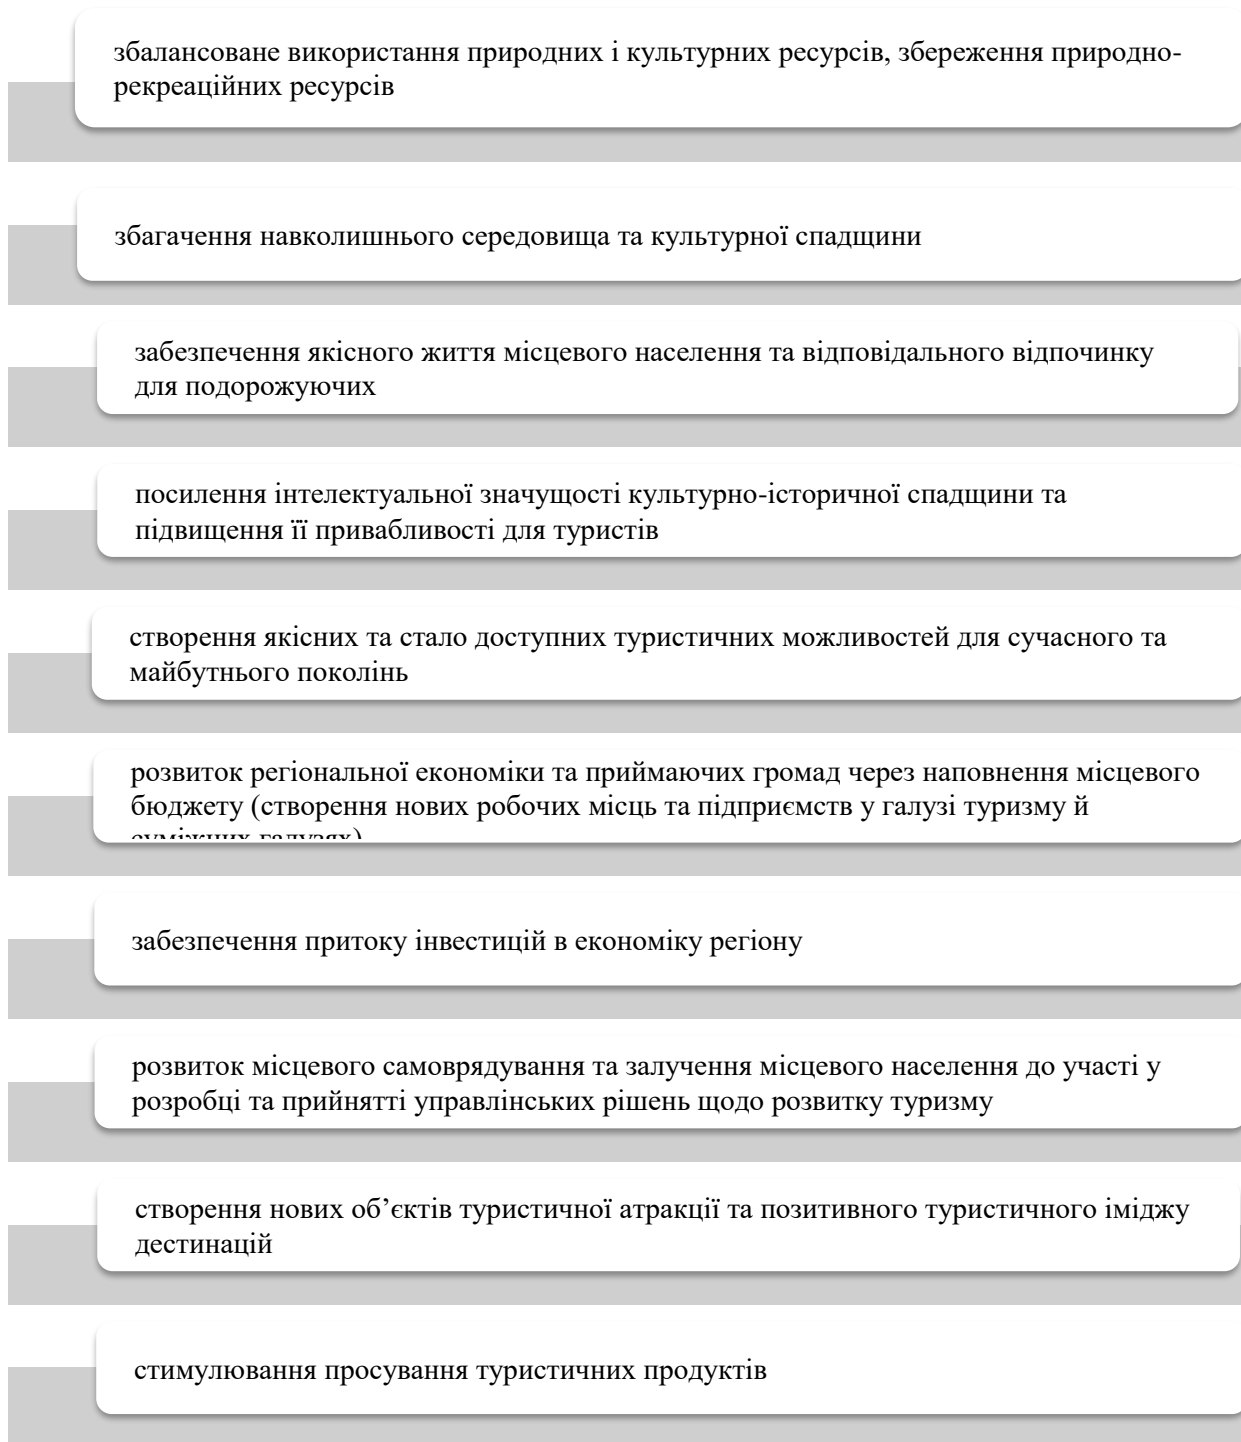 збалансоване використання природних і культурних ресурсів, збереження природно-
рекреаційних ресурсів
збагачення навколишнього середовища та культурної спадщини
забезпечення якісного життя місцевого населення та відповідального відпочинку
для подорожуючих
посилення інтелектуальної значущості культурно-історичної спадщини та
підвищення її привабливості для туристів
створення якісних та стало доступних туристичних можливостей для сучасного та
майбутнього поколінь
розвиток регіональної економіки та приймаючих громад через наповнення місцевого
бюджету (створення нових робочих місць та підприємств у галузі туризму й
суміжних галузях)
забезпечення притоку інвестицій в економіку регіону
розвиток місцевого самоврядування та залучення місцевого населення до участі у
розробці та прийнятті управлінських рішень щодо розвитку туризму
створення нових об’єктів туристичної атракції та позитивного туристичного іміджу
дестинацій
стимулювання просування туристичних продуктів